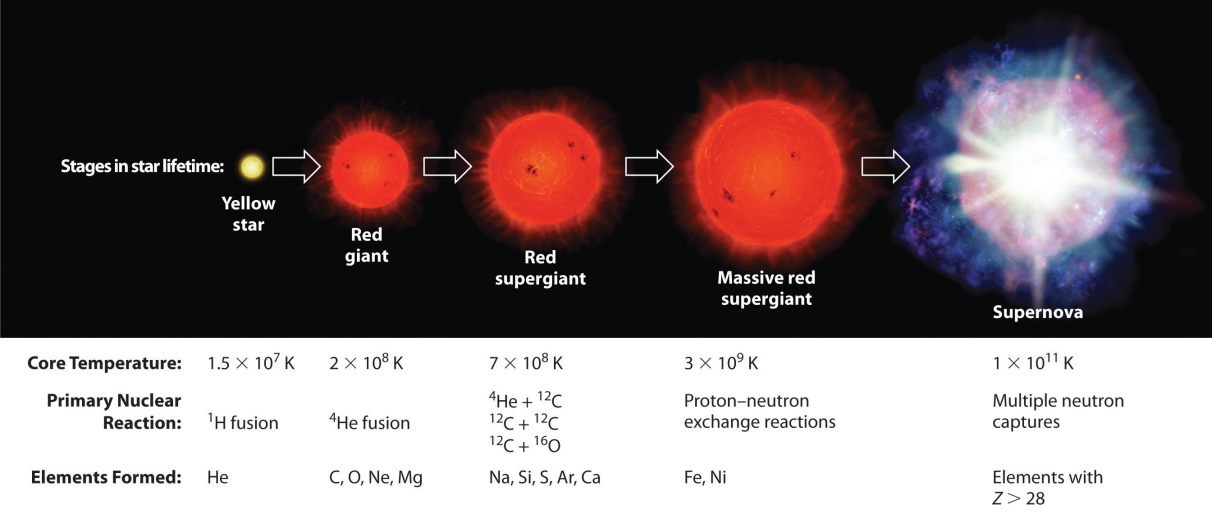 Stages in star lifetime:
Yellow
star
Red
giant
Red
supergiant
Massive red
supergiant
Supernova
Core Temperature: 1.5 × 10⁷ K 2 × 10⁸ K 7 × 10⁸ K 3 × 10⁹ K 1 × 10¹¹ K
Primary Nuclear
Reaction:
¹H fusion
⁴He fusion
⁴He + ¹²C
¹²C + ¹²C
¹²C + ¹⁶O
Proton–neutron
exchange reactions
Multiple neutron
captures
Elements Formed: He C, O, Ne, Mg Na, Si, S, Ar, Ca Fe, Ni Elements with
Z > 28